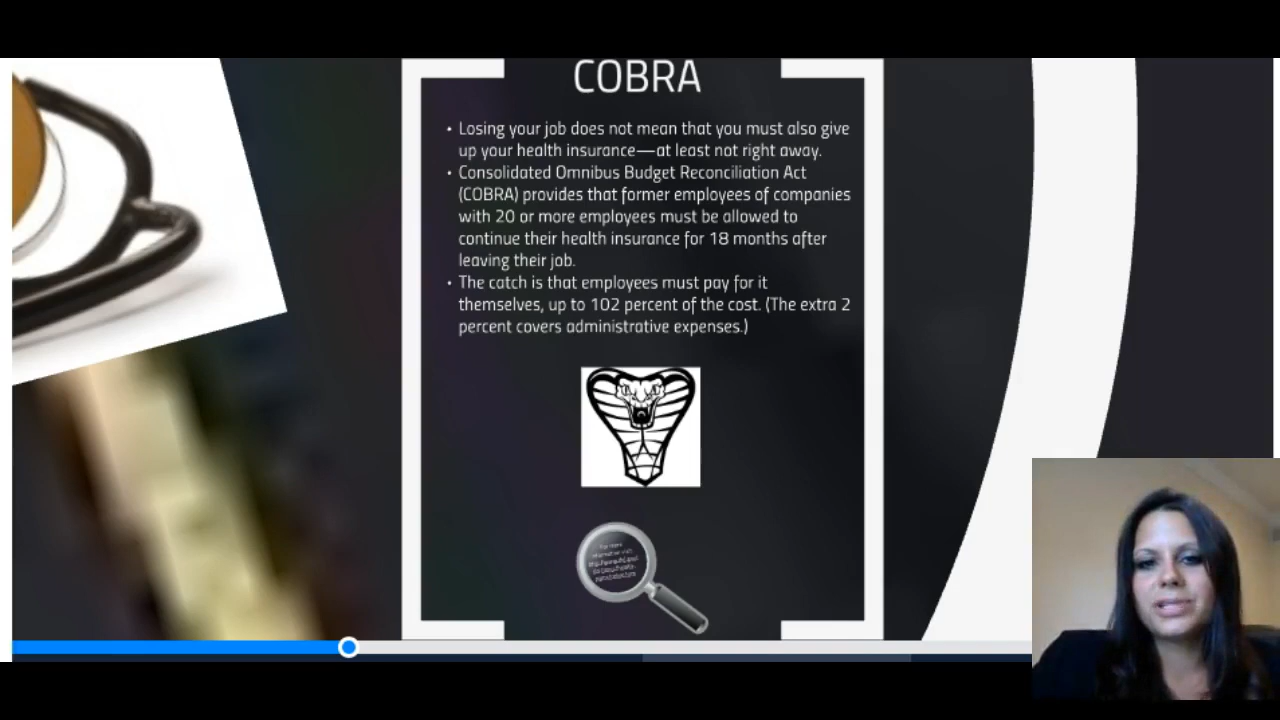 COBRA
• Losing your job does not mean that you must also give
up your health insurance—at least not right away.
• Consolidated Omnibus Budget Reconciliation Act
(COBRA) provides that former employees of companies
with 20 or more employees must be allowed to
continue their health insurance for 18 months after
leaving their job.
• The catch is that employees must pay for it
themselves, up to 102 percent of the cost. (The extra 2
percent covers administrative expenses.)
For more
information visit: